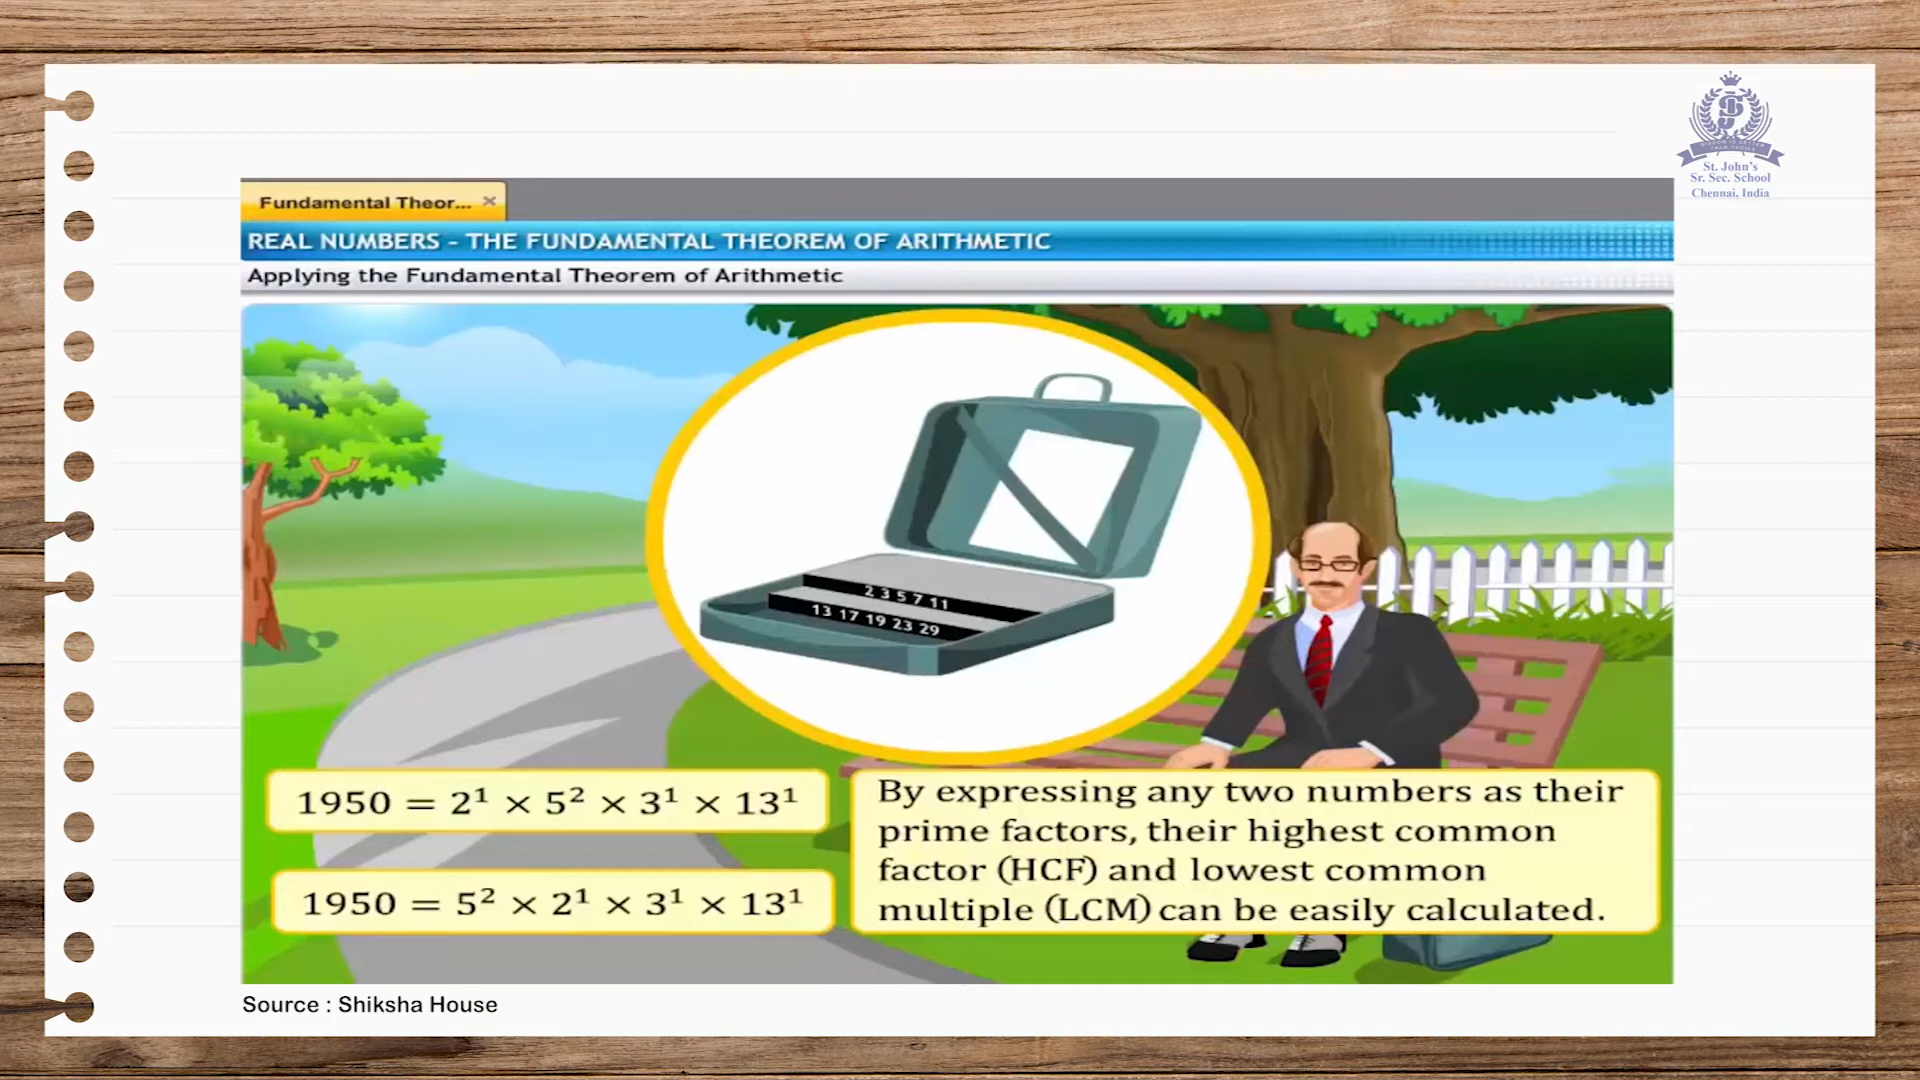 St. John's
Sr. Sec. School
Chennai, India
Fundamental Theor... ×
REAL NUMBERS - THE FUNDAMENTAL THEOREM OF ARITHMETIC
Applying the Fundamental Theorem of Arithmetic
2 3 5 7 11
13 17 19 23 29
1950 = 2¹ × 5² × 3¹ × 13¹
1950 = 5² × 2¹ × 3¹ × 13¹
By expressing any two numbers as their
prime factors, their highest common
factor (HCF) and lowest common
multiple (LCM) can be easily calculated.
Source : Shiksha House